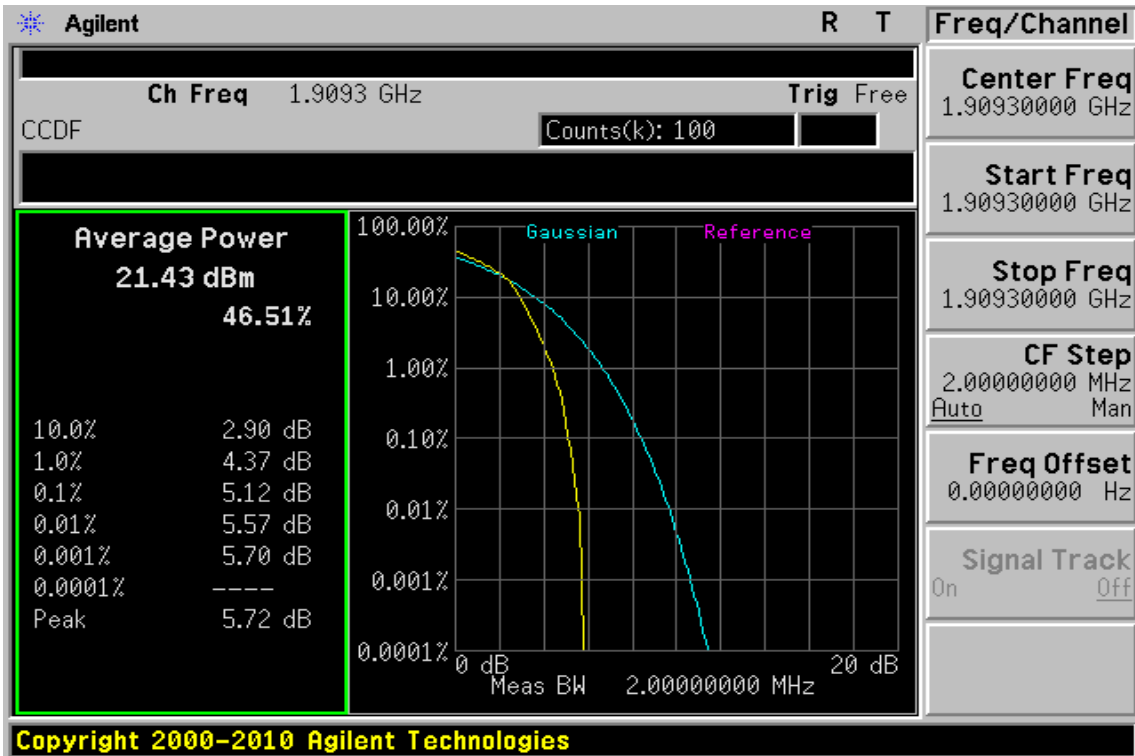 Agilent R T
Ch Freq 1.9093 GHz Trig Free
CCDF Counts(k): 100
Average Power
21.43 dBm
46.51%
10.0% 2.90 dB
1.0% 4.37 dB
0.1% 5.12 dB
0.01% 5.57 dB
0.001% 5.70 dB
0.0001% ----
Peak 5.72 dB
Gaussian Reference
100.00%
10.00%
1.00%
0.10%
0.01%
0.001%
0.0001%
0 dB 20 dB
Meas BW 2.000000000 MHz
Freq/Channel
Center Freq
1.90930000 GHz
Start Freq
1.90930000 GHz
Stop Freq
1.90930000 GHz
CF Step
2.00000000 MHz
Auto Man
Freq Offset
0.00000000 Hz
Signal Track
On Off
Copyright 2000-2010 Agilent Technologies